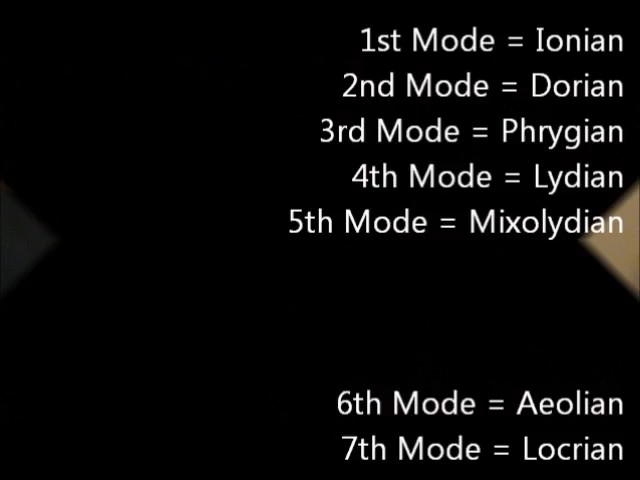 1st Mode = Ionian
2nd Mode = Dorian
3rd Mode = Phrygian
4th Mode = Lydian
5th Mode = Mixolydian
6th Mode = Aeolian
7th Mode = Locrian